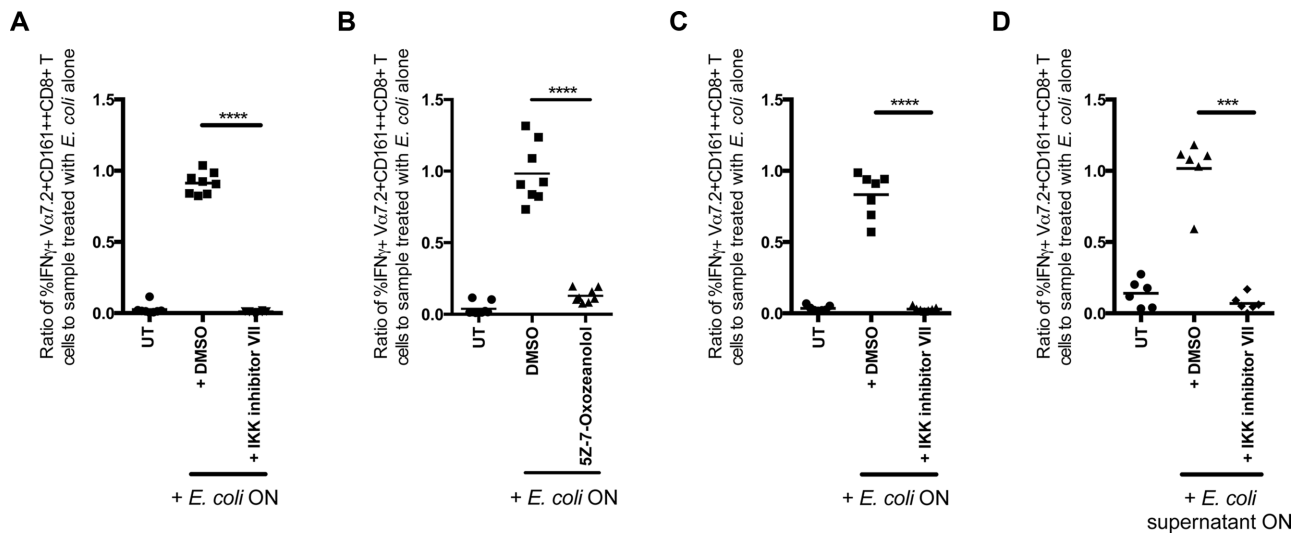 A
Ratio of %IFNγ+ Vα7.2+CD161++CD8+ T
cells to sample treated with E. coli alone
1.5
1.0
0.5
0.0
****
UT
+ DMSO
+ IKK inhibitor VII
+ E. coli ON
B
Ratio of %IFNγ+ Vα7.2+CD161++CD8+ T
cells to sample treated with E. coli alone
1.5
1.0
0.5
0.0
****
UT
DMSO
5Z-7-Oxozeanolol
+ E. coli ON
C
Ratio of %IFNγ+ Vα7.2+CD161++CD8+ T
cells to sample treated with E. coli alone
1.5
1.0
0.5
0.0
****
UT
+ DMSO
+ IKK inhibitor VII
+ E. coli ON
D
Ratio of %IFNγ+ Vα7.2+CD161++CD8+ T
cells to sample treated with E. coli alone
1.5
1.0
0.5
0.0
***
UT
+ DMSO
+ IKK inhibitor VII
+ E. coli
supernatant ON